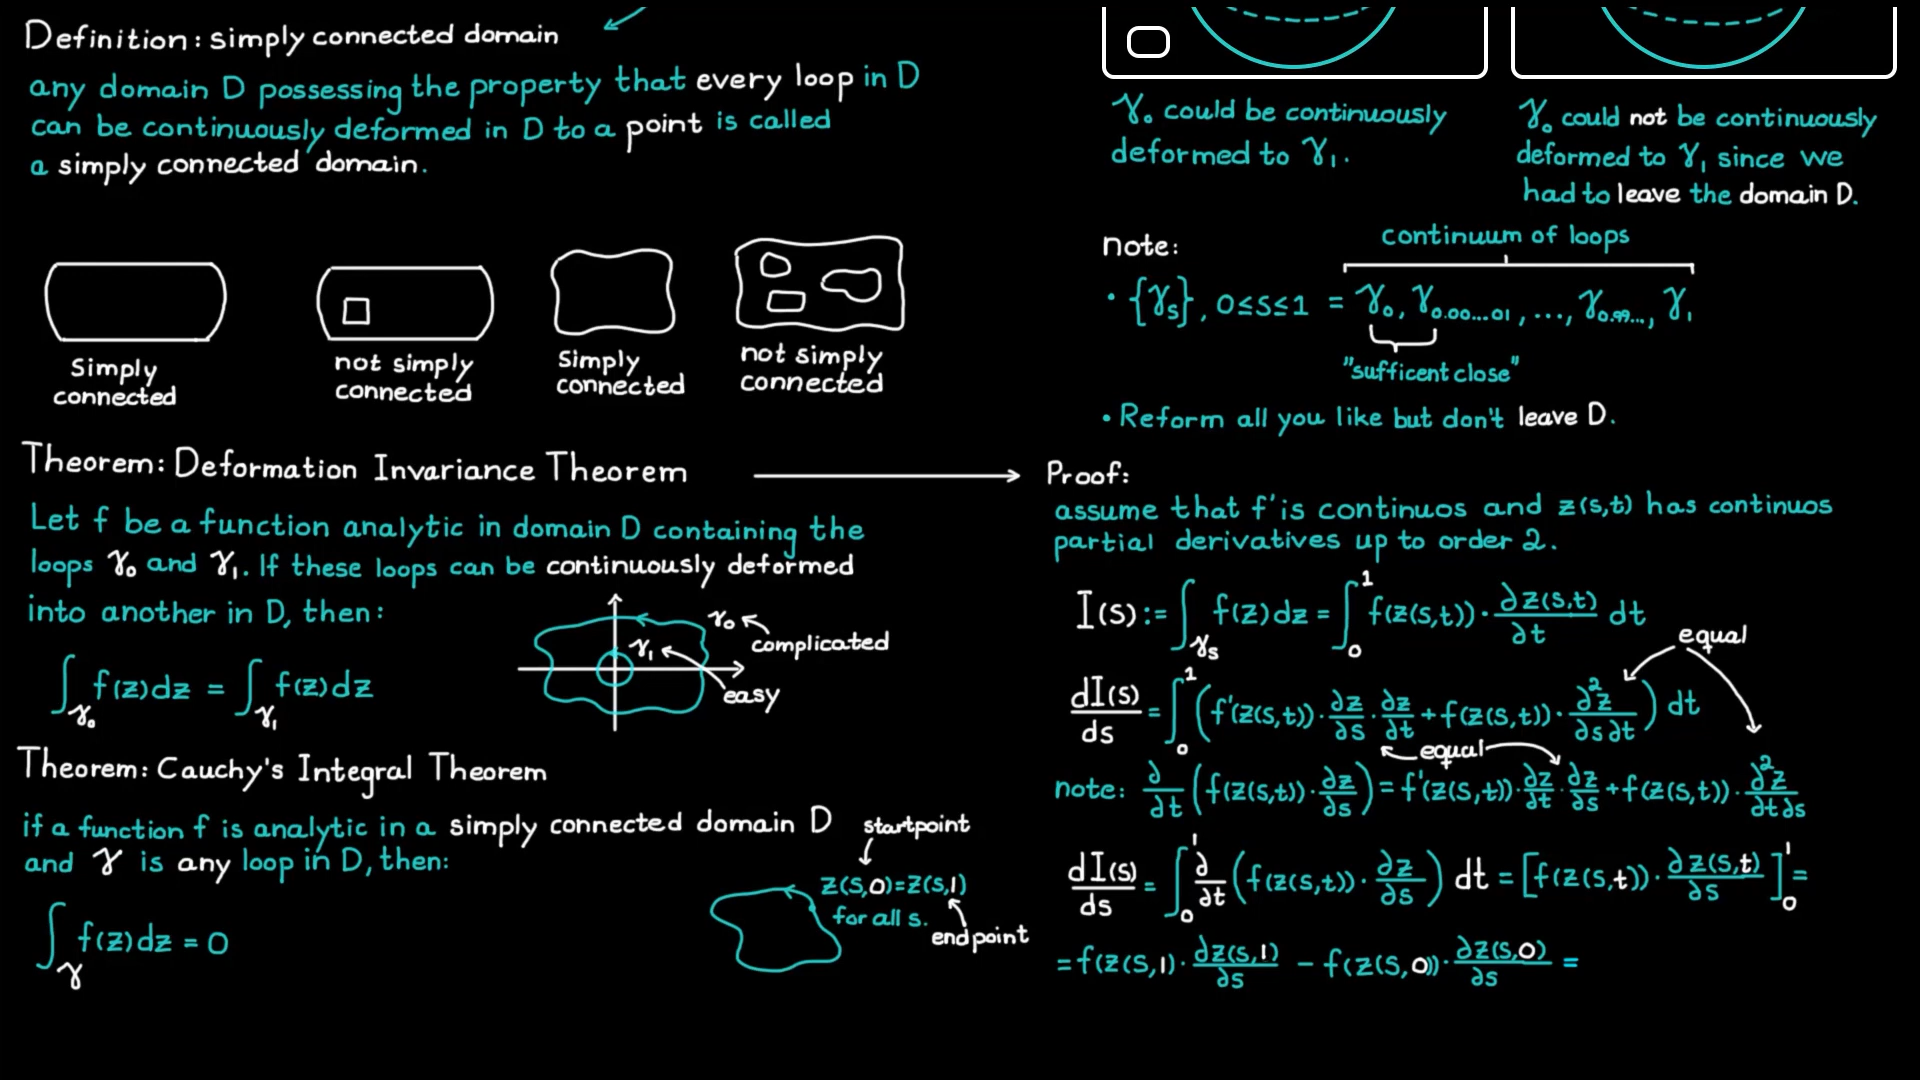 Definition: simply connected domain
any domain D possessing the property that every loop in D
can be continuously deformed in D to a point is called
a simply connected domain.
Simply
connected
not simply
connected
Simply
connected
not simply
connected
Theorem: Deformation Invariance Theorem
Let f be a function analytic in domain D containing the
loops γ₀ and γ₁. If these loops can be continuously deformed
into another in D, then:
∫γ₀ f(z)dz = ∫γ₁ f(z)dz
γ₀
complicated
γ₁
easy
Theorem: Cauchy's Integral Theorem
if a function f is analytic in a simply connected domain D
and γ is any loop in D, then:
∫γ f(z)dz = 0
startpoint
z(s,0)=z(s,1)
for all s.
endpoint
γ₀ could be continuously
deformed to γ₁.
γ₀ could not be continuously
deformed to γ₁ since we
had to leave the domain D.
note:
continuum of loops
• {γₛ}, 0≤s≤1 = γ₀, γ₀.₀₀...₀₁, ..., γ₀.₉₉..., γ₁
"sufficent close"
• Reform all you like but don't leave D.
Proof:
assume that f' is continuos and z(s,t) has continuos
partial derivatives up to order 2.
I(s) := ∫γₛ f(z)dz = ∫₀¹ f(z(s,t)) · ∂z(s,t)/∂t dt
equal
dI(s)/ds = ∫₀¹ (f'(z(s,t)) · ∂z/∂s · ∂z/∂t + f(z(s,t)) · ∂²z/∂s∂t) dt
equal
note: ∂/∂t (f(z(s,t)) · ∂z/∂s) = f'(z(s,t)) · ∂z/∂t · ∂z/∂s + f(z(s,t)) · ∂²z/∂t∂s
dI(s)/ds = ∫₀¹ ∂/∂t (f(z(s,t)) · ∂z/∂s) dt = [f(z(s,t)) · ∂z(s,t)/∂s]₀¹ =
= f(z(s,1) · ∂z(s,1)/∂s − f(z(s,0)) · ∂z(s,0)/∂s =